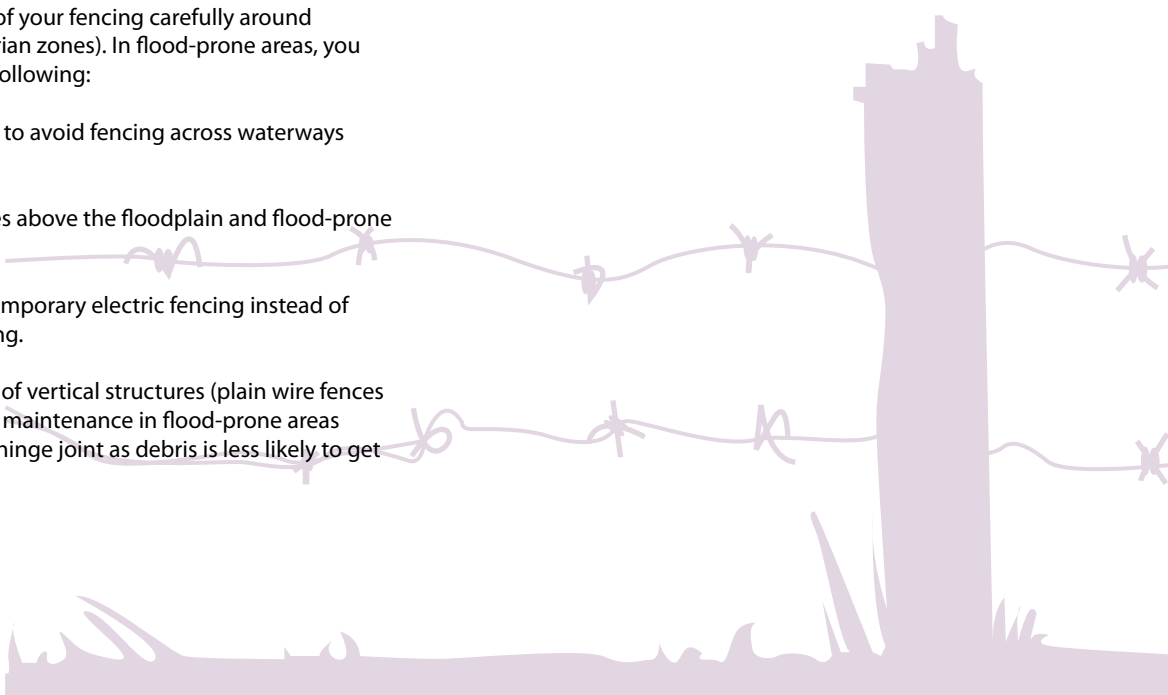 of your fencing carefully around
rian zones). In flood-prone areas, you
ollowing:
to avoid fencing across waterways
es above the floodplain and flood-prone
mporary electric fencing instead of
ng.
of vertical structures (plain wire fences
maintenance in flood-prone areas
hinge joint as debris is less likely to get